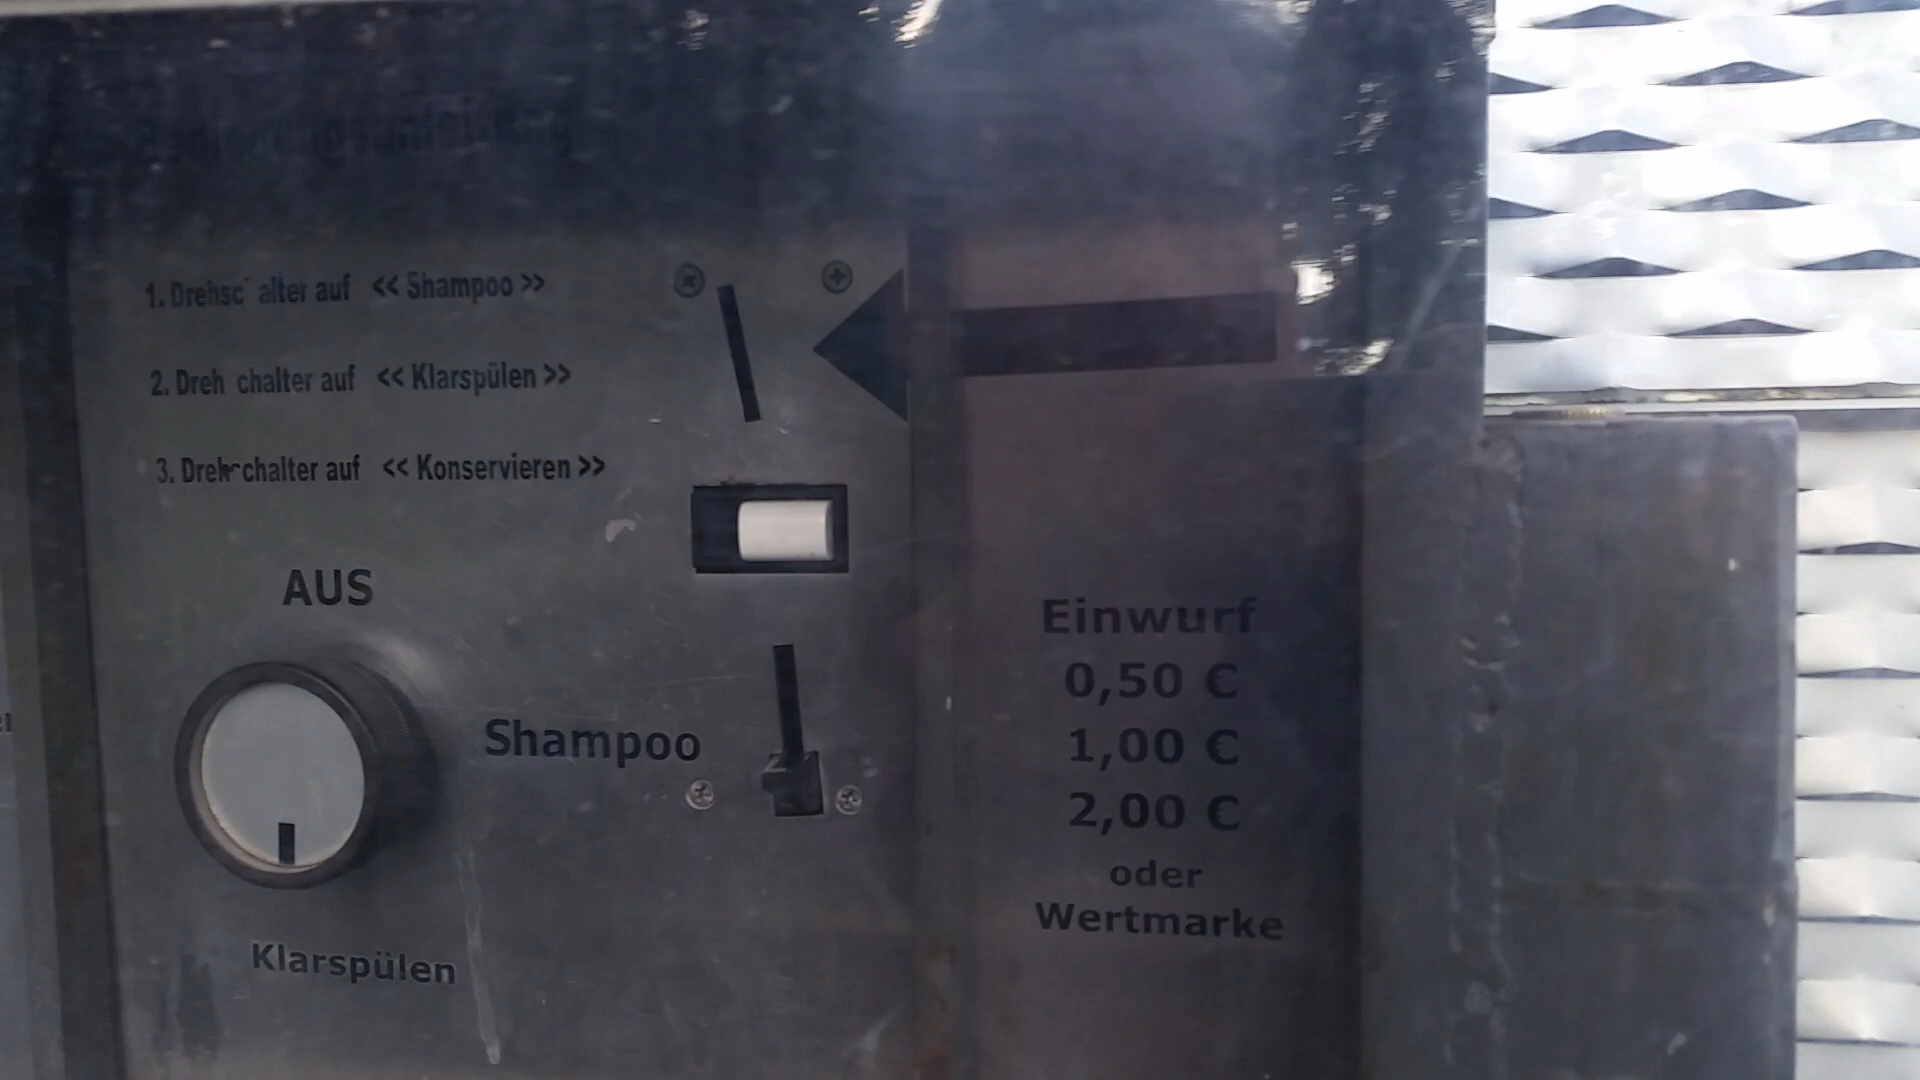 1. Drehsc alter auf << Shampoo >>
2. Dreh chalter auf << Klarspülen >>
3. Dreh chalter auf << Konservieren >>
AUS
Shampoo
Klarspülen
Einwurf
0,50 €
1,00 €
2,00 €
oder
Wertmarke